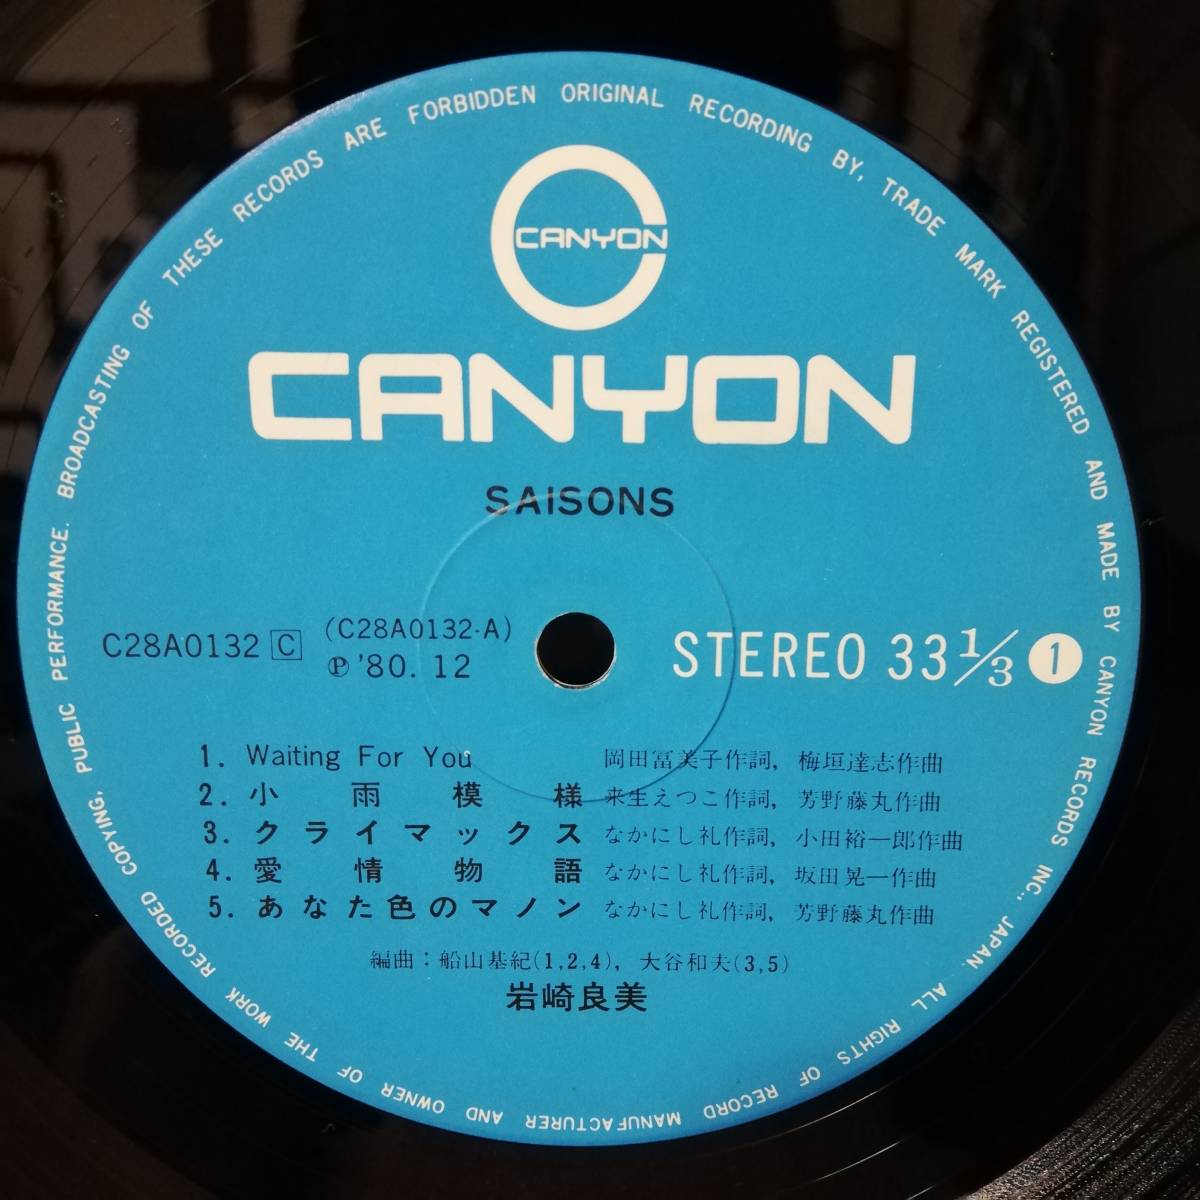 CANYON
CANYON
SAISONS
C28A0132 C (C28A0132-A)
Ⓟ '80. 12
STEREO 33 1/3 1
1. Waiting For You 岡田冨美子作詞, 梅垣達志作曲
2. 小雨模様 来生えつこ作詞, 芳野藤丸作曲
3. クライマックス なかにし礼作詞, 小田裕一郎作曲
4. 愛情物語 なかにし礼作詞, 坂田晃一作曲
5. あなた色のマノン なかにし礼作詞, 芳野藤丸作曲
編曲:船山基紀(1,2,4), 大谷和夫(3,5)
岩崎良美
ORIGINAL RECORDING BY, TRADE MARK REGISTERED AND MADE BY CANYON RECORDS INC., JAPAN. ALL RIGHTS OF RECORD MANUFACTURER AND OWNER OF THE WORK RECORDED COPYING, PUBLIC PERFORMANCE. BROADCASTING OF THESE RECORDS ARE FORBIDDEN